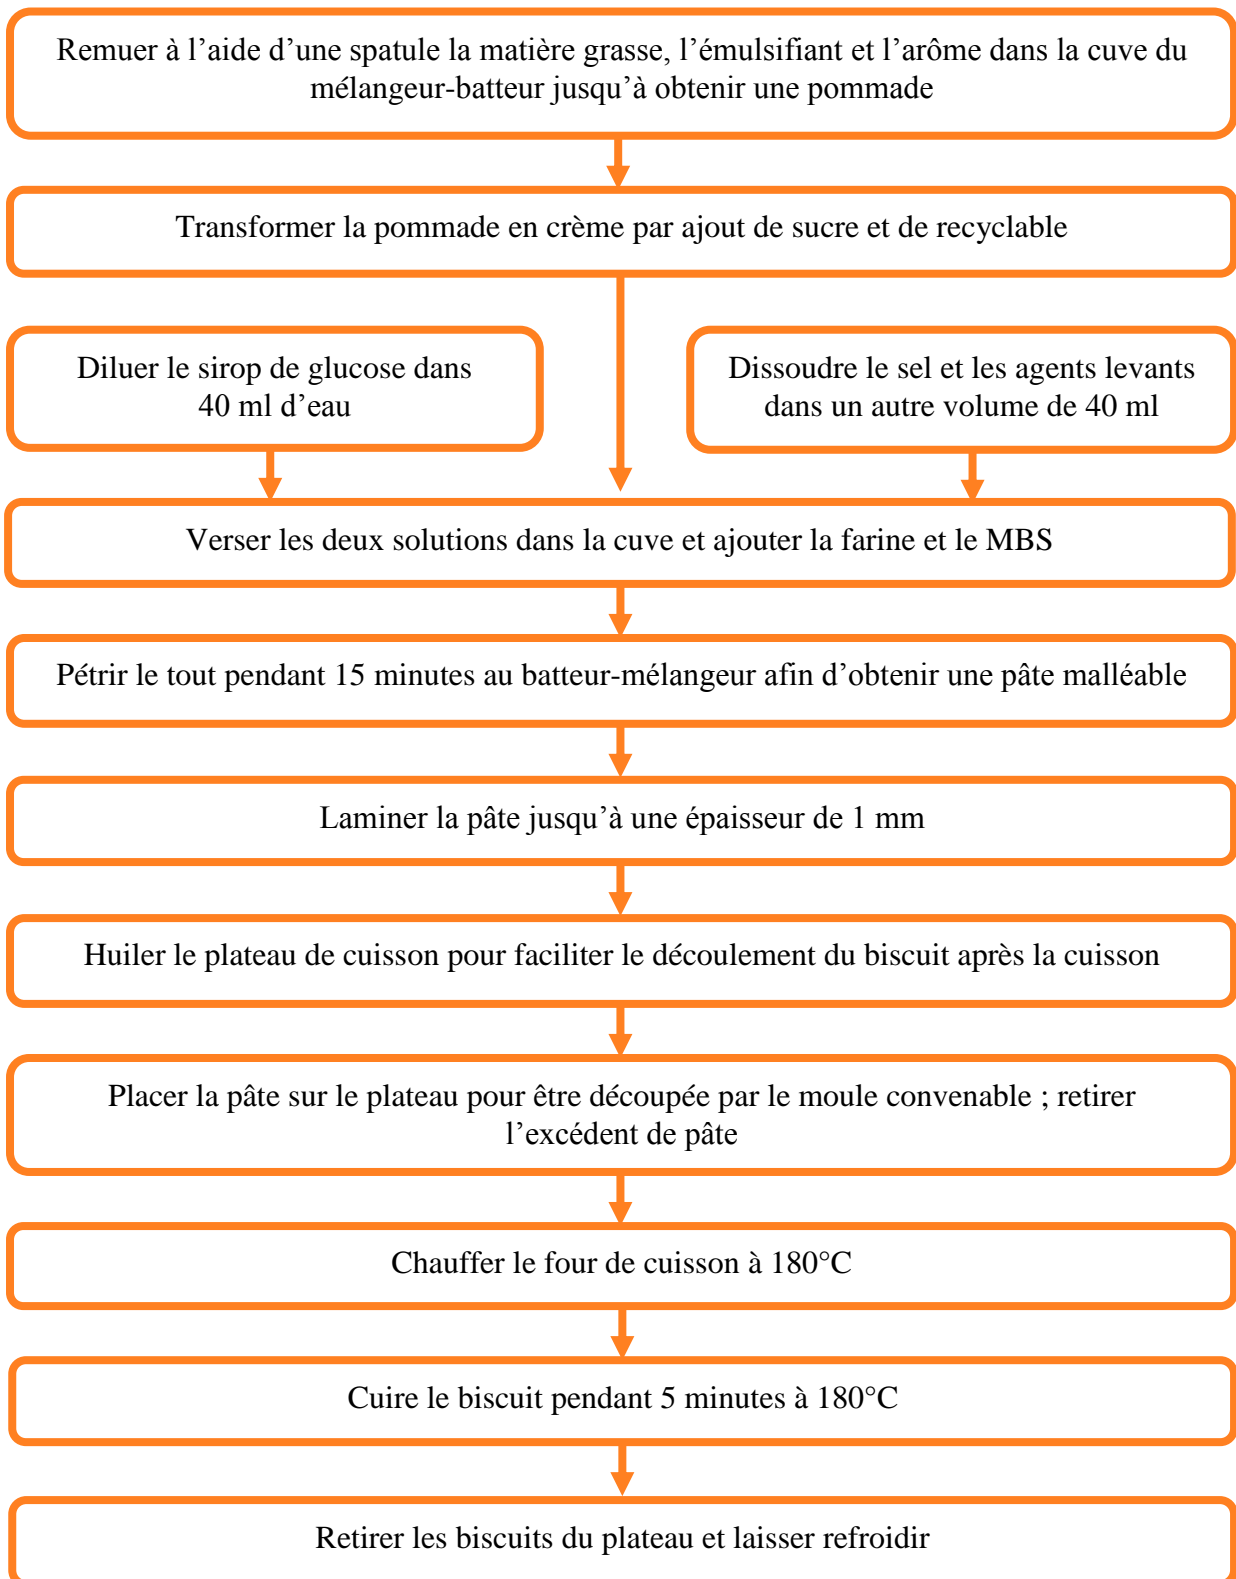 Remuer à l’aide d’une spatule la matière grasse, l’émulsifiant et l’arôme dans la cuve du
mélangeur-batteur jusqu’à obtenir une pommade
Transformer la pommade en crème par ajout de sucre et de recyclable
Diluer le sirop de glucose dans
40 ml d’eau
Dissoudre le sel et les agents levants
dans un autre volume de 40 ml
Verser les deux solutions dans la cuve et ajouter la farine et le MBS
Pétrir le tout pendant 15 minutes au batteur-mélangeur afin d’obtenir une pâte malléable
Laminer la pâte jusqu’à une épaisseur de 1 mm
Huiler le plateau de cuisson pour faciliter le découlement du biscuit après la cuisson
Placer la pâte sur le plateau pour être découpée par le moule convenable ; retirer
l’excédent de pâte
Chauffer le four de cuisson à 180°C
Cuire le biscuit pendant 5 minutes à 180°C
Retirer les biscuits du plateau et laisser refroidir